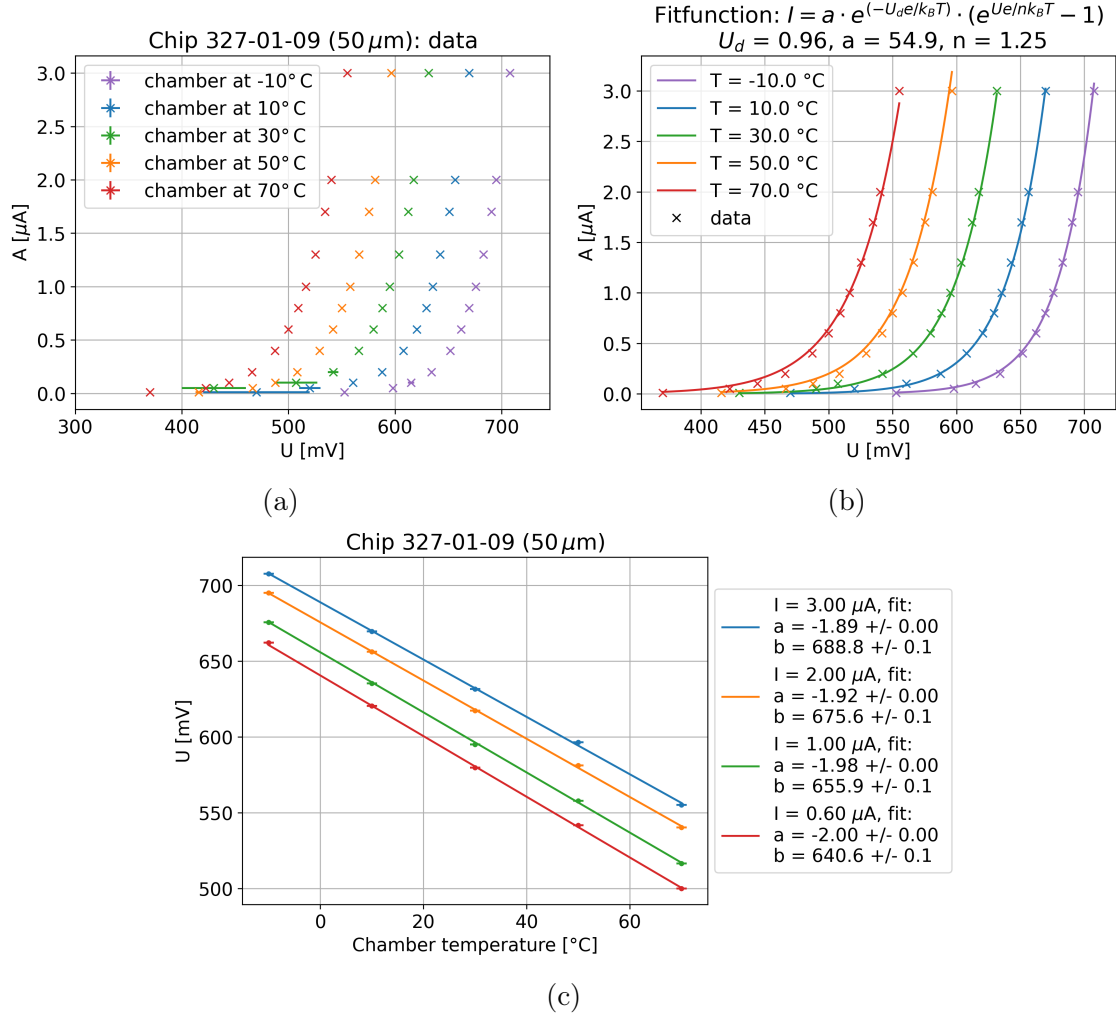 Chip 327-01-09 (50 μm): data
3.0
2.5
2.0
1.5
1.0
0.5
0.0
A [μA]
chamber at -10° C
chamber at 10° C
chamber at 30° C
chamber at 50° C
chamber at 70° C
300 400 500 600 700
U [mV]
(a)
Fitfunction: I = a · e^(−U_d e/k_B T) · (e^{Ue/nk_B T} − 1)
U_d = 0.96, a = 54.9, n = 1.25
3.0
2.5
2.0
1.5
1.0
0.5
0.0
A [μA]
T = -10.0 °C
T = 10.0 °C
T = 30.0 °C
T = 50.0 °C
T = 70.0 °C
data
400 450 500 550 600 650 700
U [mV]
(b)
Chip 327-01-09 (50 μm)
700
650
600
550
500
U [mV]
0 20 40 60
Chamber temperature [°C]
I = 3.00 μA, fit:
a = -1.89 +/- 0.00
b = 688.8 +/- 0.1
I = 2.00 μA, fit:
a = -1.92 +/- 0.00
b = 675.6 +/- 0.1
I = 1.00 μA, fit:
a = -1.98 +/- 0.00
b = 655.9 +/- 0.1
I = 0.60 μA, fit:
a = -2.00 +/- 0.00
b = 640.6 +/- 0.1
(c)